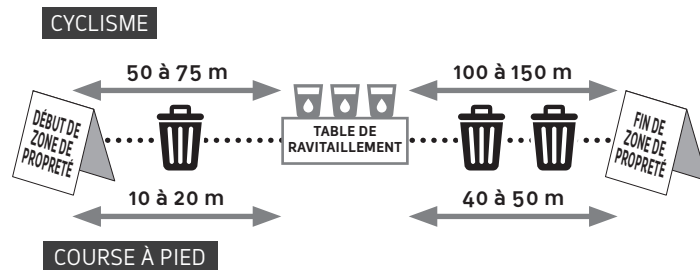 CYCLISME
50 à 75 m
100 à 150 m
DÉBUT DE
ZONE DE
PROPRETÉ
TABLE DE
RAVITAILLEMENT
FIN DE
ZONE DE
PROPRETÉ
10 à 20 m
40 à 50 m
COURSE À PIED